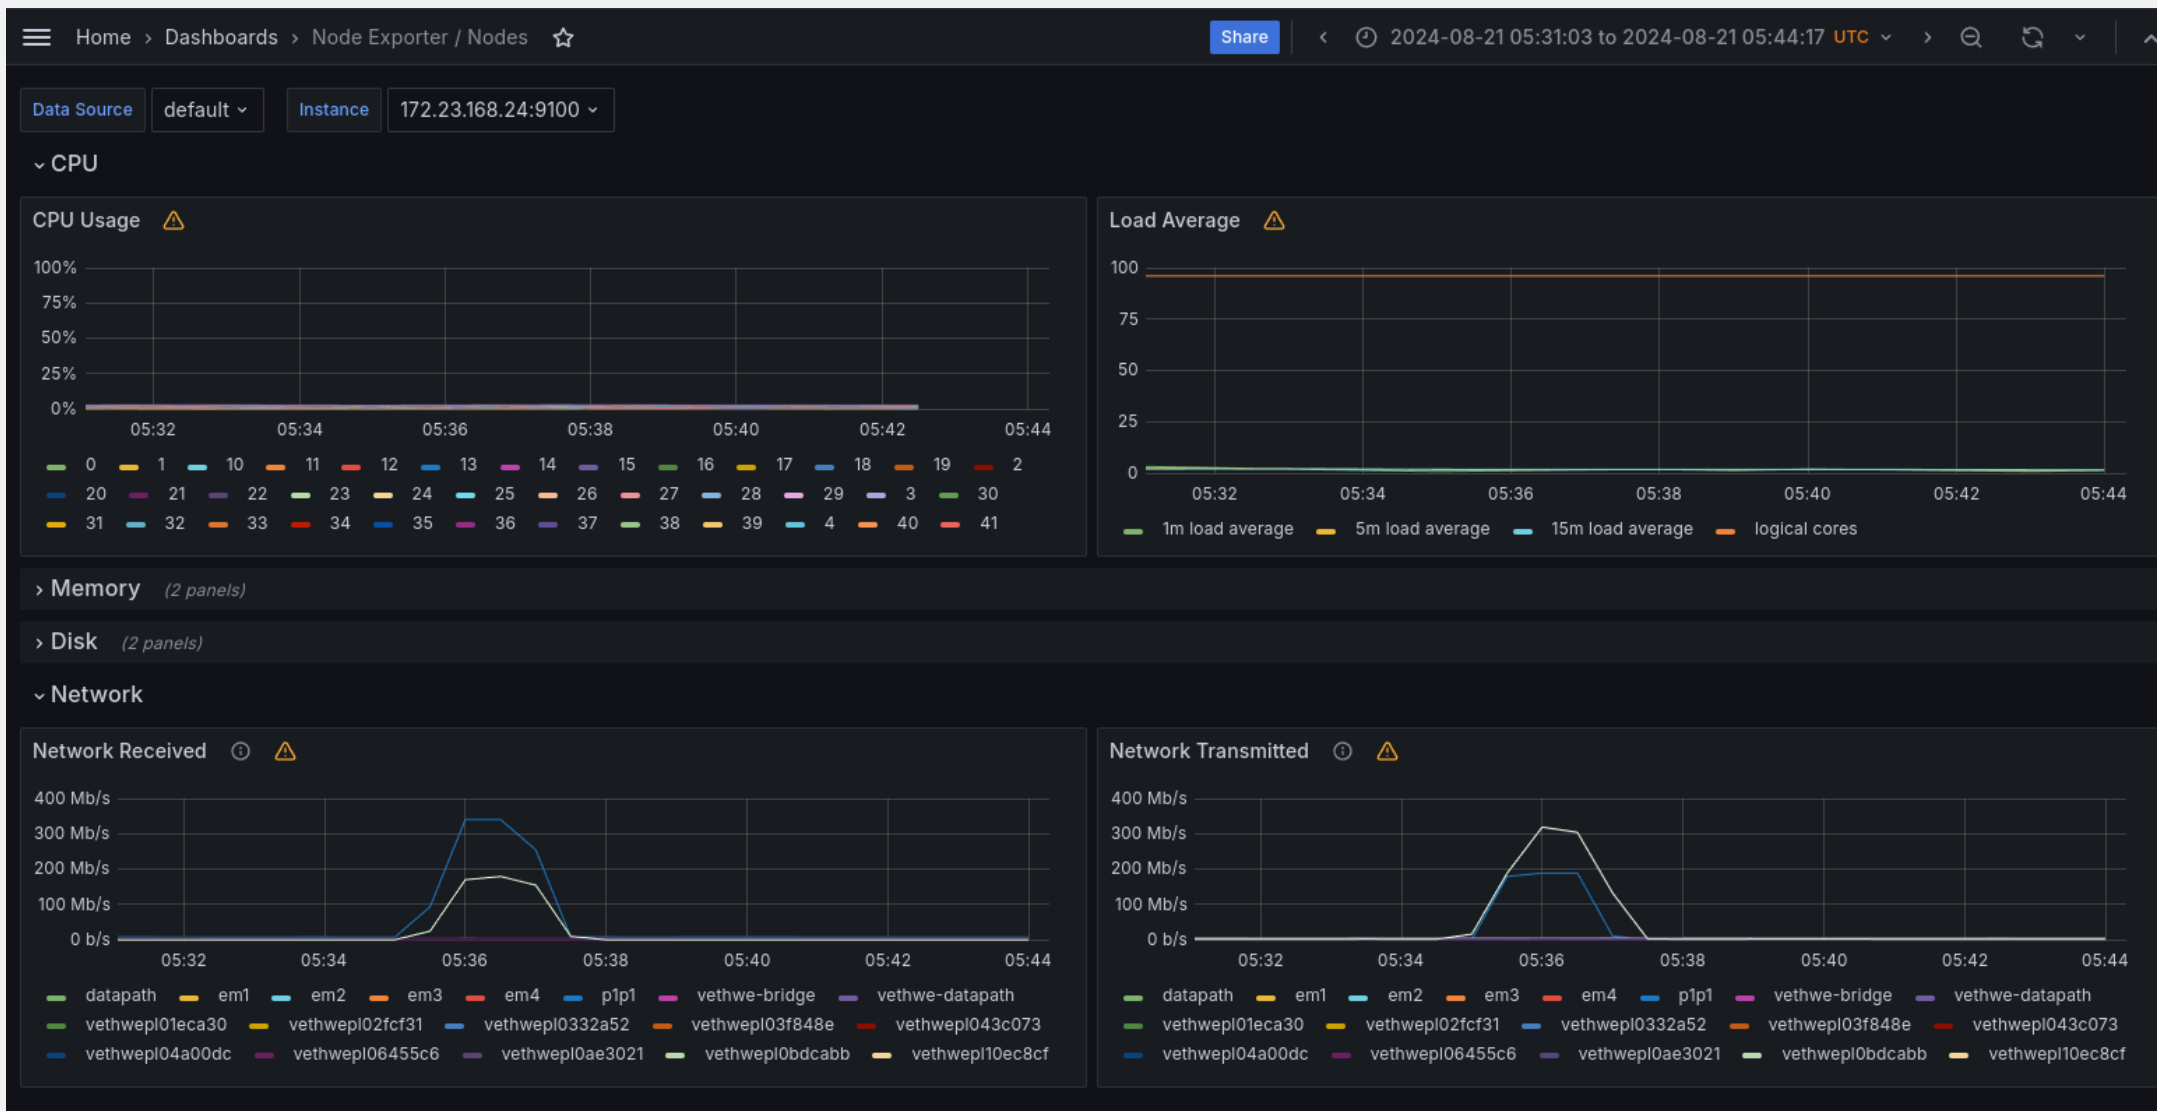 Home › Dashboards › Node Exporter / Nodes
Share
2024-08-21 05:31:03 to 2024-08-21 05:44:17 UTC
Data Source default Instance 172.23.168.24:9100
CPU
CPU Usage
100%
75%
50%
25%
0%
05:32 05:34 05:36 05:38 05:40 05:42 05:44
0 1 10 11 12 13 14 15 16 17 18 19 2
20 21 22 23 24 25 26 27 28 29 3 30
31 32 33 34 35 36 37 38 39 4 40 41
Load Average
100
75
50
25
0
05:32 05:34 05:36 05:38 05:40 05:42 05:44
1m load average 5m load average 15m load average logical cores
Memory (2 panels)
Disk (2 panels)
Network
Network Received
400 Mb/s
300 Mb/s
200 Mb/s
100 Mb/s
0 b/s
05:32 05:34 05:36 05:38 05:40 05:42 05:44
datapath em1 em2 em3 em4 p1p1 vethwe-bridge vethwe-datapath
vethwepl01eca30 vethwepl02fcf31 vethwepl0332a52 vethwepl03f848e vethwepl043c073
vethwepl04a00dc vethwepl06455c6 vethwepl0ae3021 vethwepl0bdcabb vethwepl10ec8cf
Network Transmitted
400 Mb/s
300 Mb/s
200 Mb/s
100 Mb/s
0 b/s
05:32 05:34 05:36 05:38 05:40 05:42 05:44
datapath em1 em2 em3 em4 p1p1 vethwe-bridge vethwe-datapath
vethwepl01eca30 vethwepl02fcf31 vethwepl0332a52 vethwepl03f848e vethwepl043c073
vethwepl04a00dc vethwepl06455c6 vethwepl0ae3021 vethwepl0bdcabb vethwepl10ec8cf